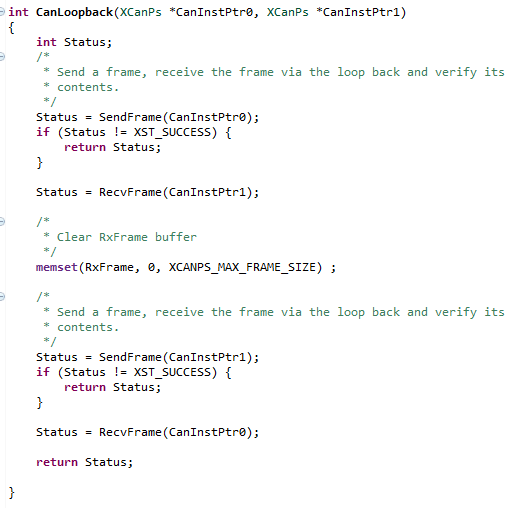 int CanLoopback(XCanPs *CanInstPtr0, XCanPs *CanInstPtr1)
{
    int Status;
    /*
     * Send a frame, receive the frame via the loop back and verify its
     * contents.
     */
    Status = SendFrame(CanInstPtr0);
    if (Status != XST_SUCCESS) {
        return Status;
    }

    Status = RecvFrame(CanInstPtr1);

    /*
     * Clear RxFrame buffer
     */
    memset(RxFrame, 0, XCANPS_MAX_FRAME_SIZE) ;

    /*
     * Send a frame, receive the frame via the loop back and verify its
     * contents.
     */
    Status = SendFrame(CanInstPtr1);
    if (Status != XST_SUCCESS) {
        return Status;
    }

    Status = RecvFrame(CanInstPtr0);

    return Status;

}